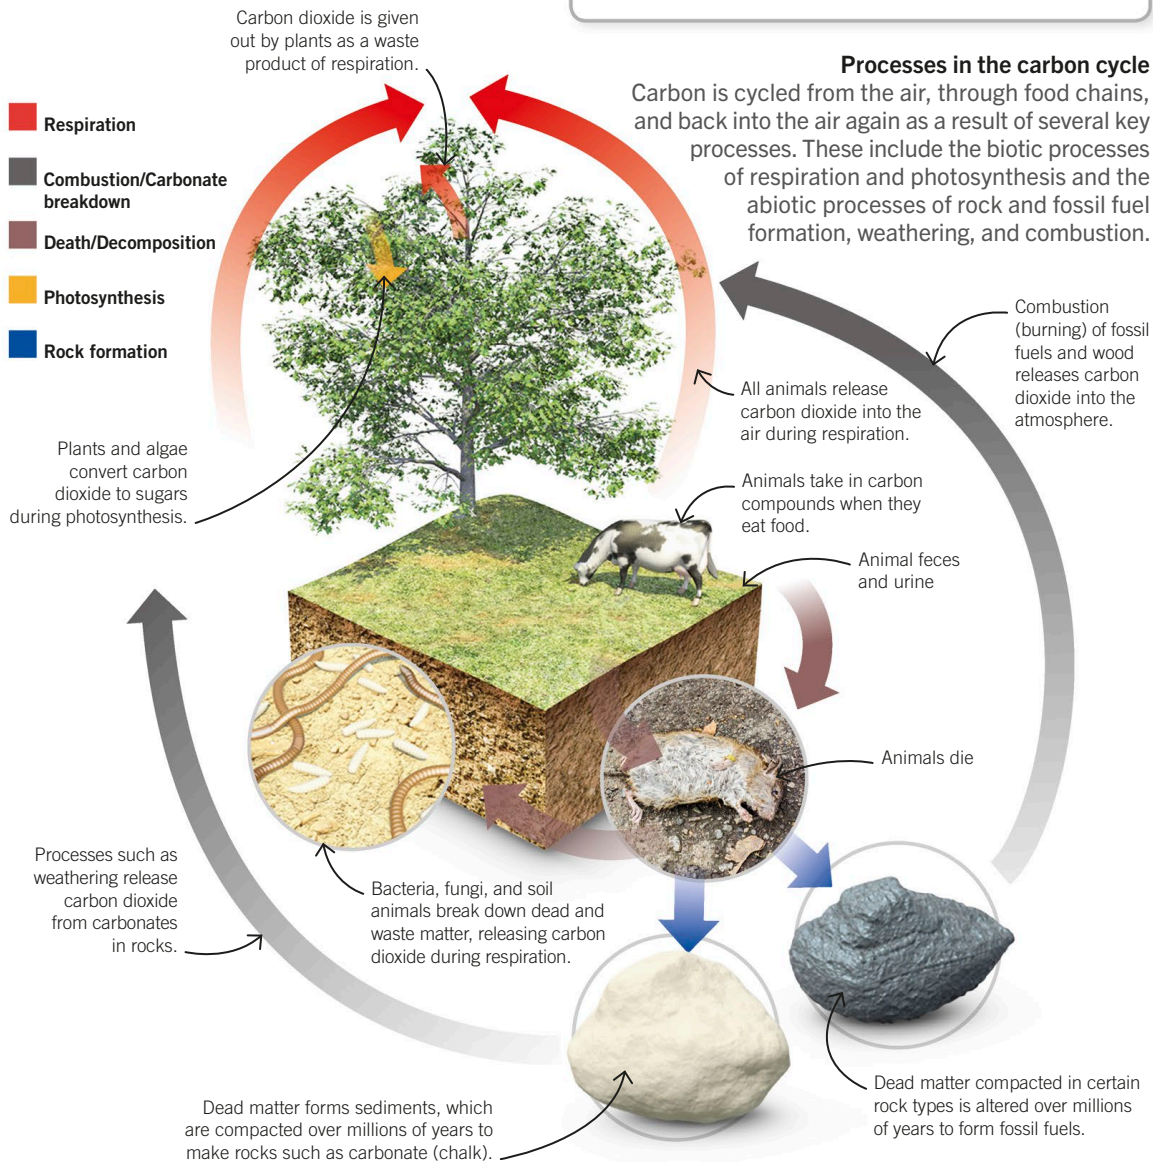 Carbon dioxide is given
out by plants as a waste
product of respiration.
Processes in the carbon cycle
Carbon is cycled from the air, through food chains,
and back into the air again as a result of several key
processes. These include the biotic processes
of respiration and photosynthesis and the
abiotic processes of rock and fossil fuel
formation, weathering, and combustion.
Respiration
Combustion/Carbonate
breakdown
Death/Decomposition
Photosynthesis
Rock formation
Combustion
(burning) of fossil
fuels and wood
releases carbon
dioxide into the
atmosphere.
All animals release
carbon dioxide into the
air during respiration.
Plants and algae
convert carbon
dioxide to sugars
during photosynthesis.
Animals take in carbon
compounds when they
eat food.
Animal feces
and urine
Animals die
Processes such as
weathering release
carbon dioxide
from carbonates
in rocks.
Bacteria, fungi, and soil
animals break down dead and
waste matter, releasing carbon
dioxide during respiration.
Dead matter forms sediments, which
are compacted over millions of years to
make rocks such as carbonate (chalk).
Dead matter compacted in certain
rock types is altered over millions
of years to form fossil fuels.